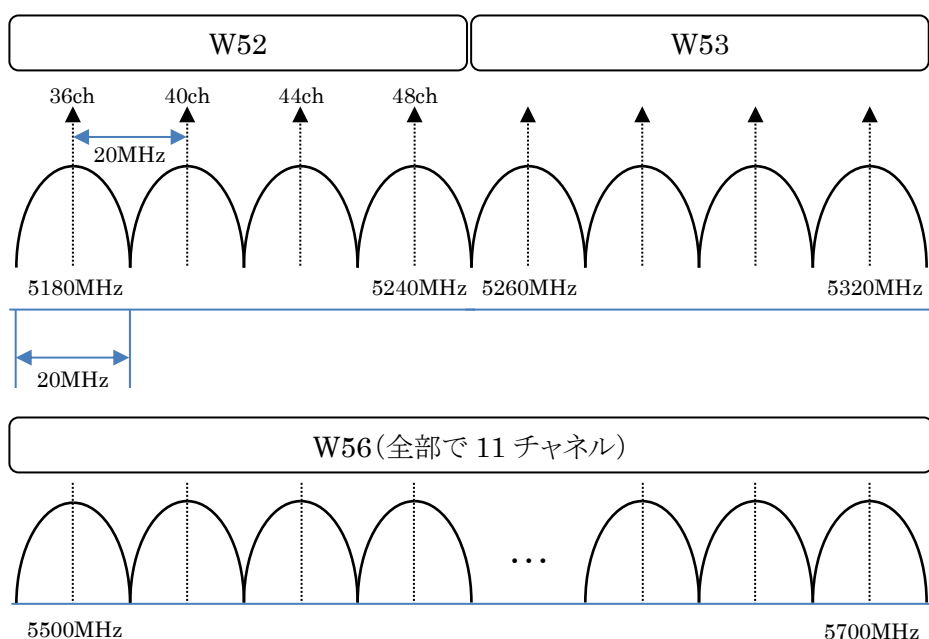 W52 W53
36ch 40ch 44ch 48ch
20MHz
5180MHz 5240MHz 5260MHz 5320MHz
20MHz
W56(全部で 11 チャネル)
…
5500MHz 5700MHz